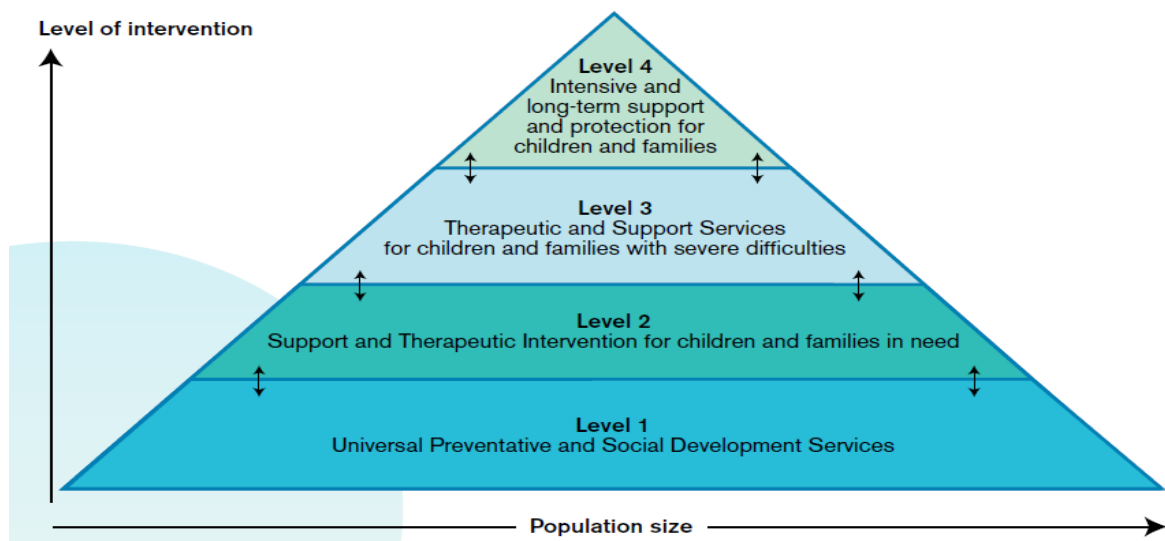 Level of intervention
Level 4
Intensive and
long-term support
and protection for
children and families
Level 3
Therapeutic and Support Services
for children and families with severe difficulties
Level 2
Support and Therapeutic Intervention for children and families in need
Level 1
Universal Preventative and Social Development Services
Population size